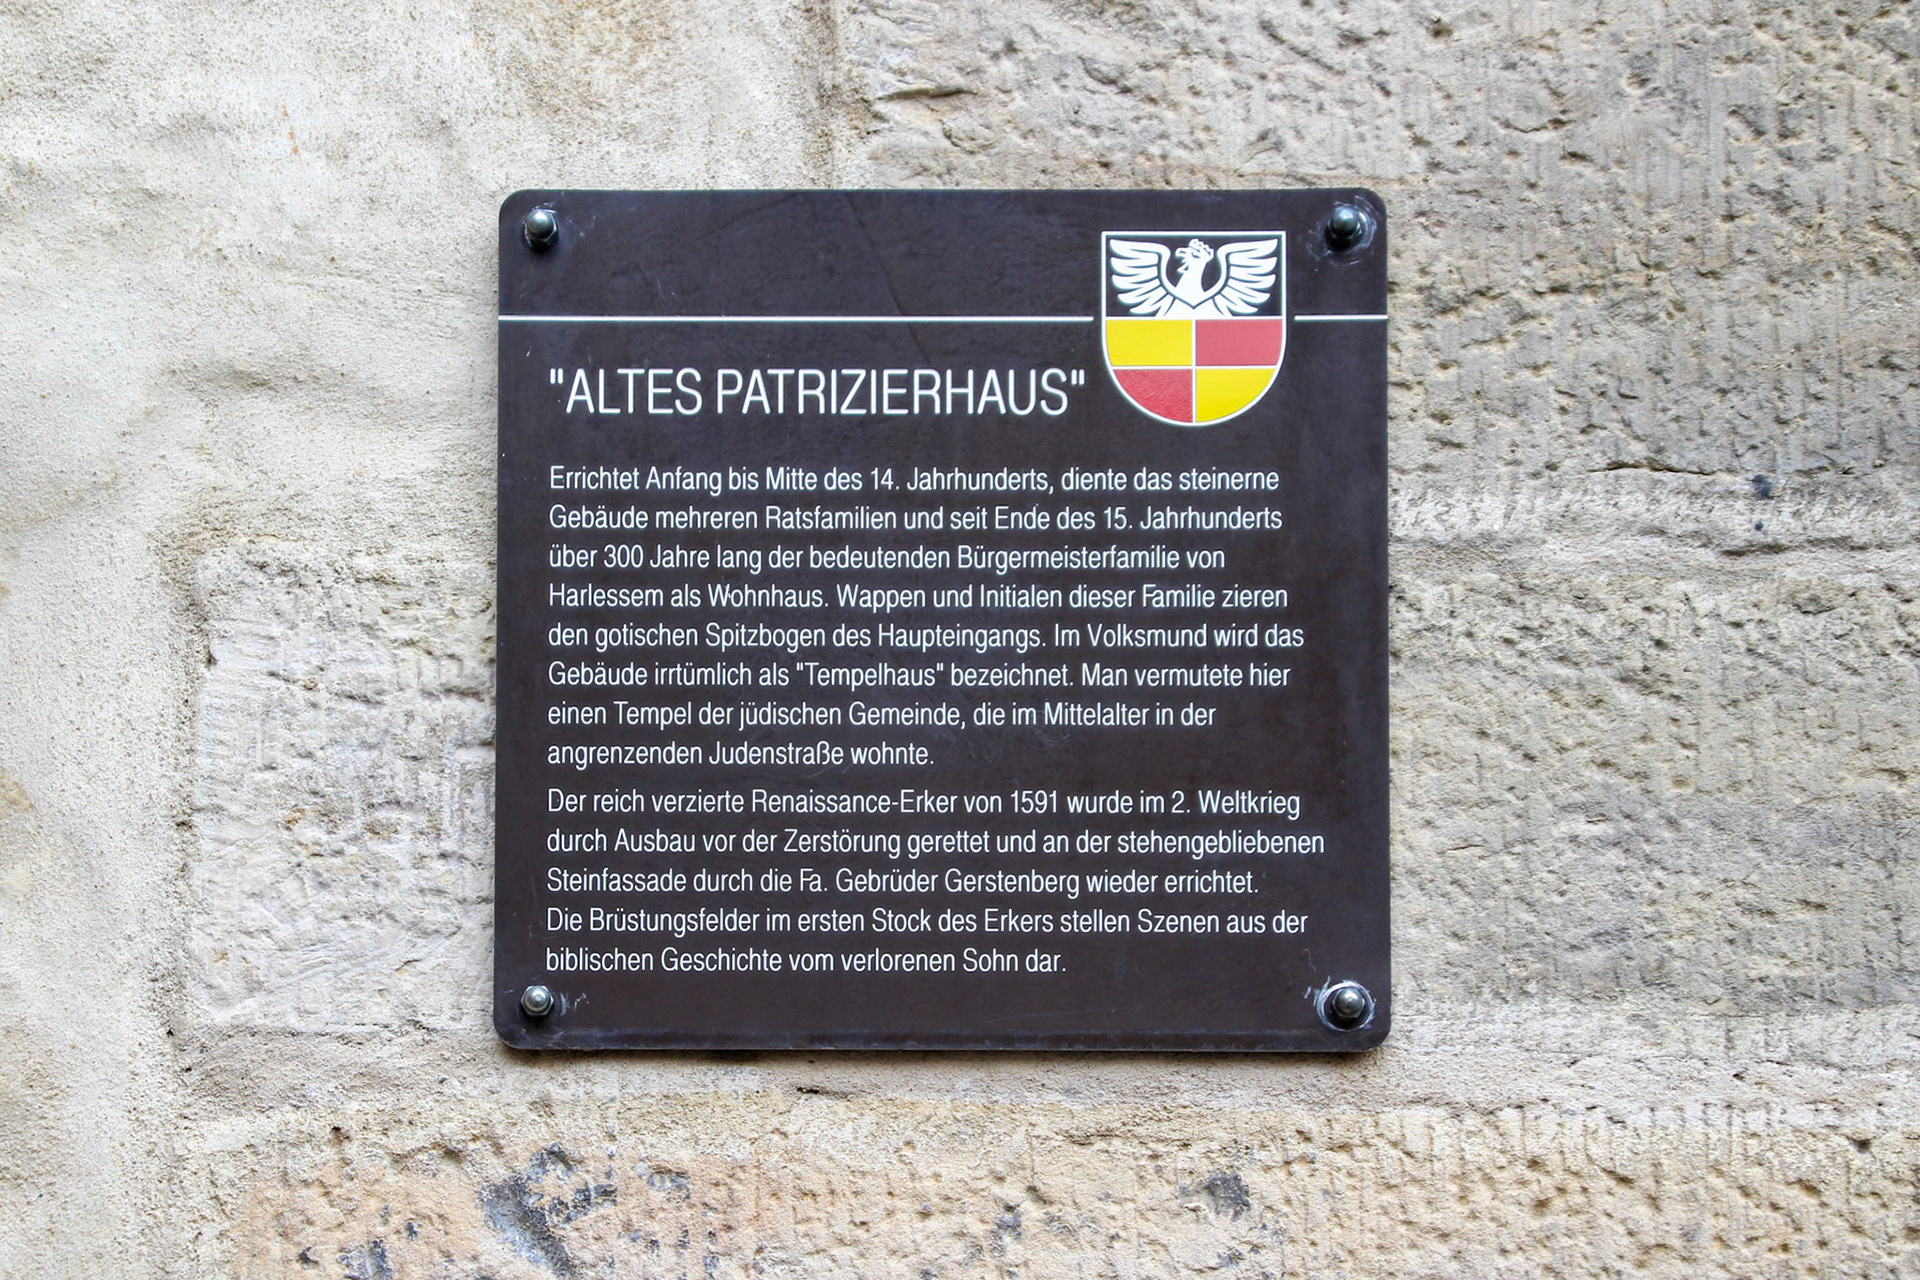 "ALTES PATRIZIERHAUS"
Errichtet Anfang bis Mitte des 14. Jahrhunderts, diente das steinerne
Gebäude mehreren Ratsfamilien und seit Ende des 15. Jahrhunderts
über 300 Jahre lang der bedeutenden Bürgermeisterfamilie von
Harlessem als Wohnhaus. Wappen und Initialen dieser Familie zieren
den gotischen Spitzbogen des Haupteingangs. Im Volksmund wird das
Gebäude irrtümlich als "Tempelhaus" bezeichnet. Man vermutete hier
einen Tempel der jüdischen Gemeinde, die im Mittelalter in der
angrenzenden Judenstraße wohnte.
Der reich verzierte Renaissance-Erker von 1591 wurde im 2. Weltkrieg
durch Ausbau vor der Zerstörung gerettet und an der stehengebliebenen
Steinfassade durch die Fa. Gebrüder Gerstenberg wieder errichtet.
Die Brüstungsfelder im ersten Stock des Erkers stellen Szenen aus der
biblischen Geschichte vom verlorenen Sohn dar.